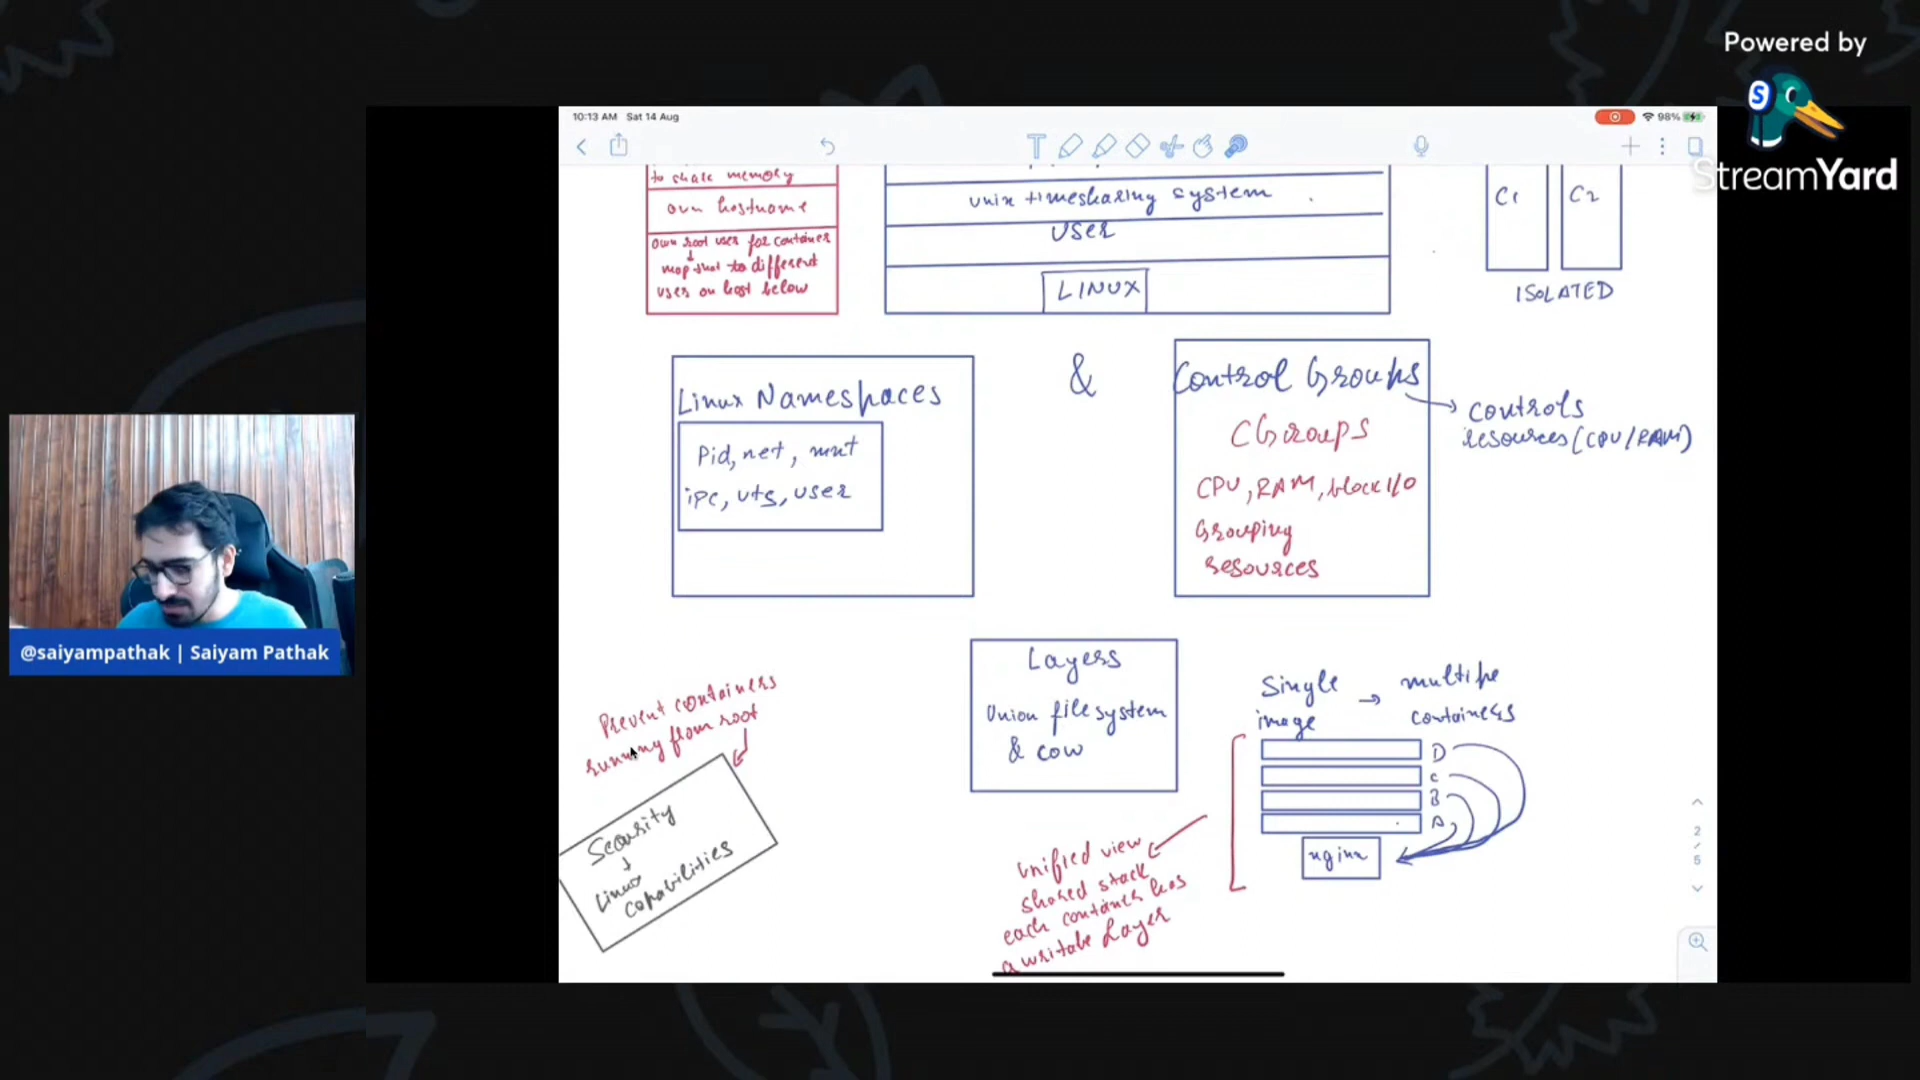 Powered by
StreamYard
10:13 AM Sat 14 Aug
98%
to share memory
own hostname
own root user for container
map that to different
user on host below
unix timesharing system
user
LINUX
C1
C2
ISOLATED
Linux Namespaces
Pid, net, mnt
ipc, uts, user
&
Control Groups
CGroups
CPU, RAM, block I/O
Grouping
resources
controls
resources (CPU/RAM)
@saiyampathak | Saiyam Pathak
Prevent containers
running from root
Security
Linux
capabilities
Layers
Union file system
& cow
Single
image
multiple
containers
D
C
B
A
nginx
Unified view
shared stack
each container has
a writable Layer
2
/
5